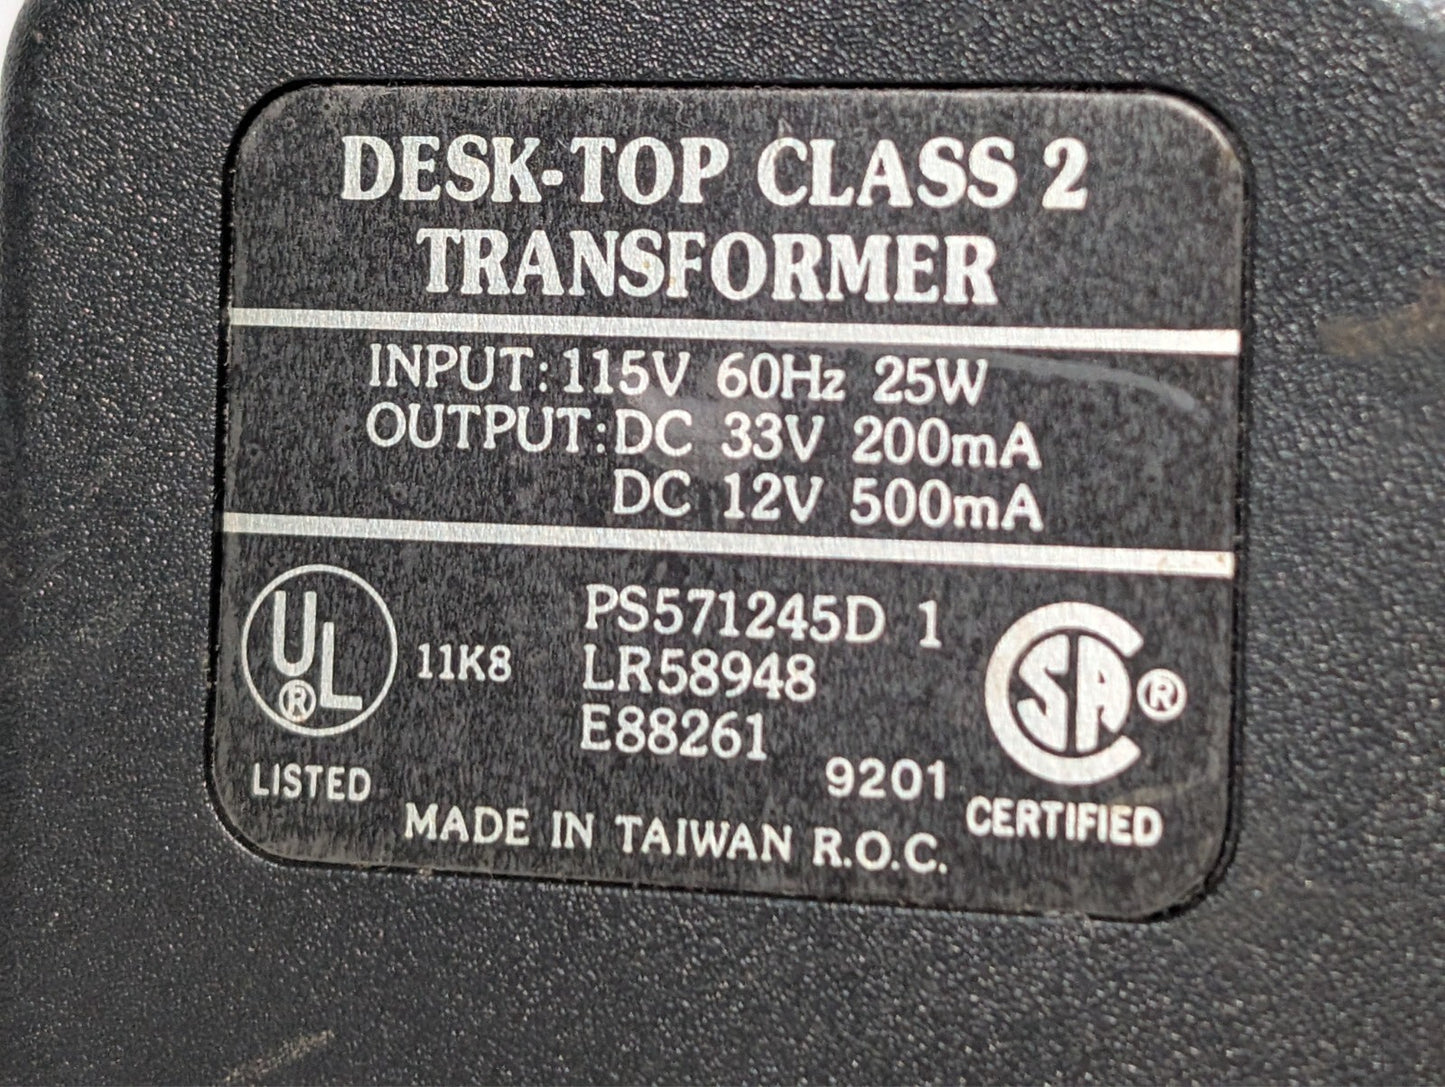 DESK-TOP CLASS 2
TRANSFORMER
INPUT: 115V 60Hz 25W
OUTPUT: DC 33V 200mA
DC 12V 500mA
UL ®
LISTED
11K8
PS571245D 1
LR58948
E88261
9201
CSA ®
CERTIFIED
MADE IN TAIWAN R.O.C.